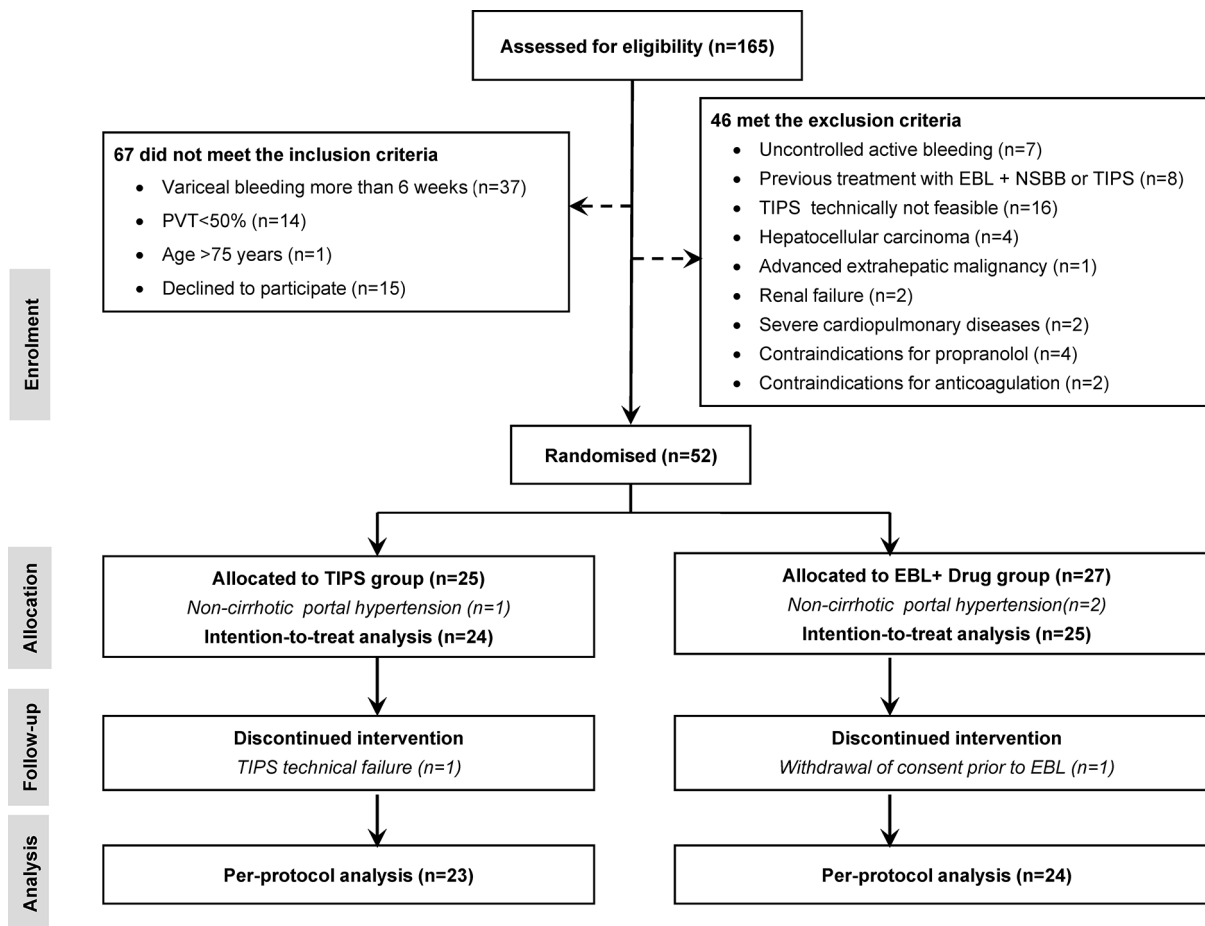 Assessed for eligibility (n=165)
67 did not meet the inclusion criteria
• Variceal bleeding more than 6 weeks (n=37)
• PVT<50% (n=14)
• Age >75 years (n=1)
• Declined to participate (n=15)
46 met the exclusion criteria
• Uncontrolled active bleeding (n=7)
• Previous treatment with EBL + NSBB or TIPS (n=8)
• TIPS technically not feasible (n=16)
• Hepatocellular carcinoma (n=4)
• Advanced extrahepatic malignancy (n=1)
• Renal failure (n=2)
• Severe cardiopulmonary diseases (n=2)
• Contraindications for propranolol (n=4)
• Contraindications for anticoagulation (n=2)
Enrolment
Randomised (n=52)
Allocation
Allocated to TIPS group (n=25)
Non-cirrhotic portal hypertension (n=1)
Intention-to-treat analysis (n=24)
Allocated to EBL+ Drug group (n=27)
Non-cirrhotic portal hypertension(n=2)
Intention-to-treat analysis (n=25)
Follow-up
Discontinued intervention
TIPS technical failure (n=1)
Discontinued intervention
Withdrawal of consent prior to EBL (n=1)
Analysis
Per-protocol analysis (n=23)
Per-protocol analysis (n=24)